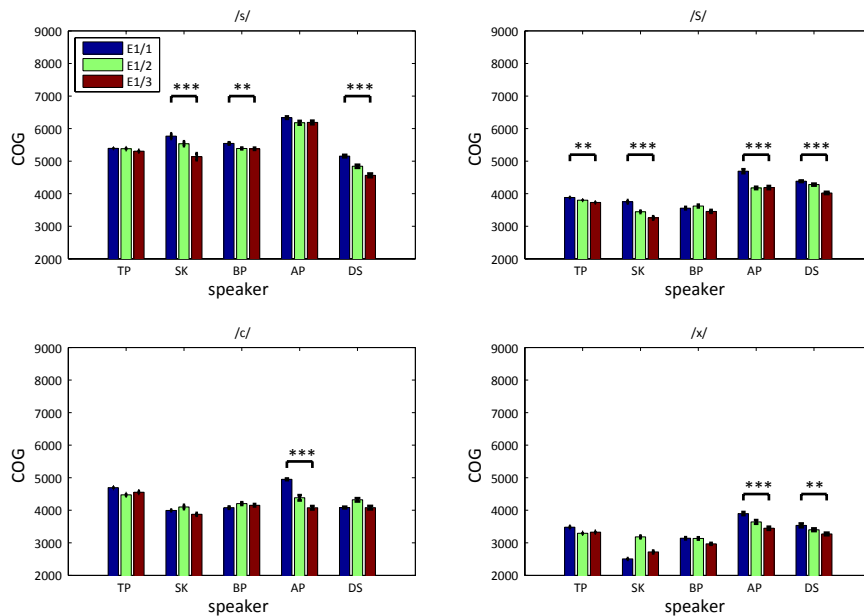 /s/
9000
8000
7000
6000
5000
4000
3000
2000
COG
E1/1
E1/2
E1/3
*** ** ***
TP SK BP AP DS
speaker
/S/
9000
8000
7000
6000
5000
4000
3000
2000
COG
** *** *** ***
TP SK BP AP DS
speaker
/c/
9000
8000
7000
6000
5000
4000
3000
2000
COG
***
TP SK BP AP DS
speaker
/x/
9000
8000
7000
6000
5000
4000
3000
2000
COG
*** **
TP SK BP AP DS
speaker